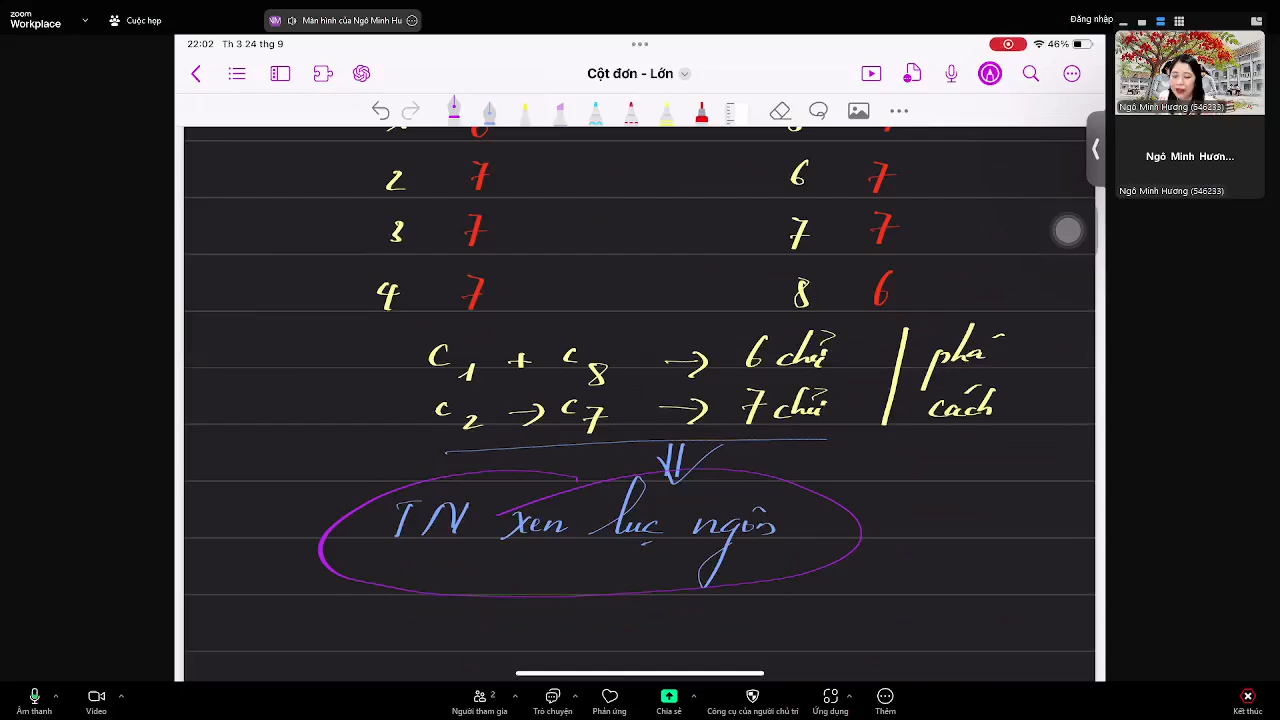 zoom
Workplace
Cuộc họp
NM Màn hình của Ngô Minh Hu
Đăng nhập
22:02 Th 3 24 thg 9
46%
Cột đơn - Lớn
2 7 6 7
3 7 7 7
4 7 8 6
C1 + C8 → 6 chữ | phá
C2 → C7 → 7 chữ | cách
TN xen lục ngôn
Ngô Minh Hương (546233)
Ngô Minh Hươn...
Ngô Minh Hương (546233)
Âm thanh
Video
2
Người tham gia
Trò chuyện
Phản ứng
Chia sẻ
Công cụ của người chủ trì
Ứng dụng
Thêm
Kết thúc